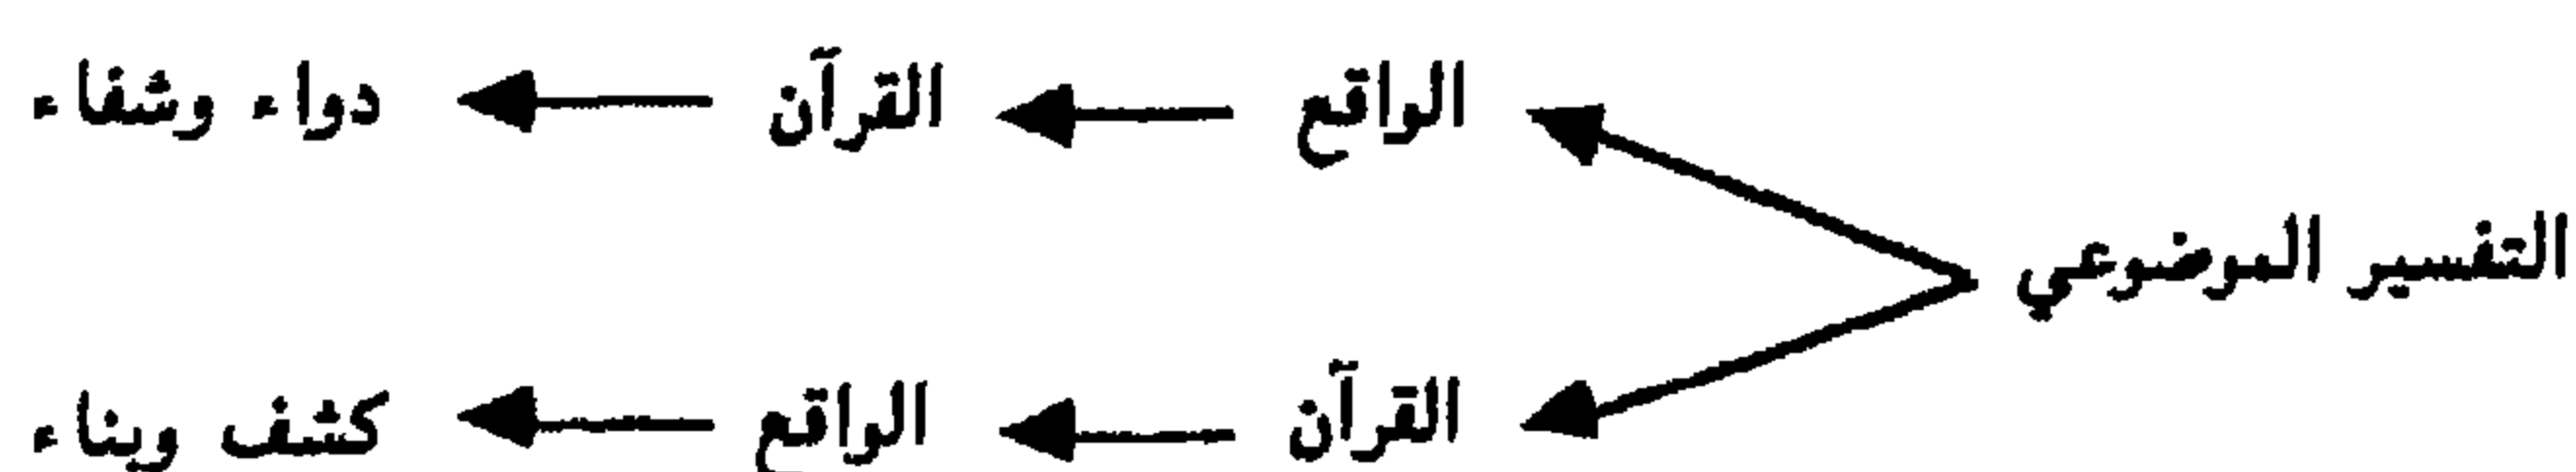 الواقع القرآن دواء وشفاء
التفسير الموضوعي
القرآن الواقع كشف وبناء